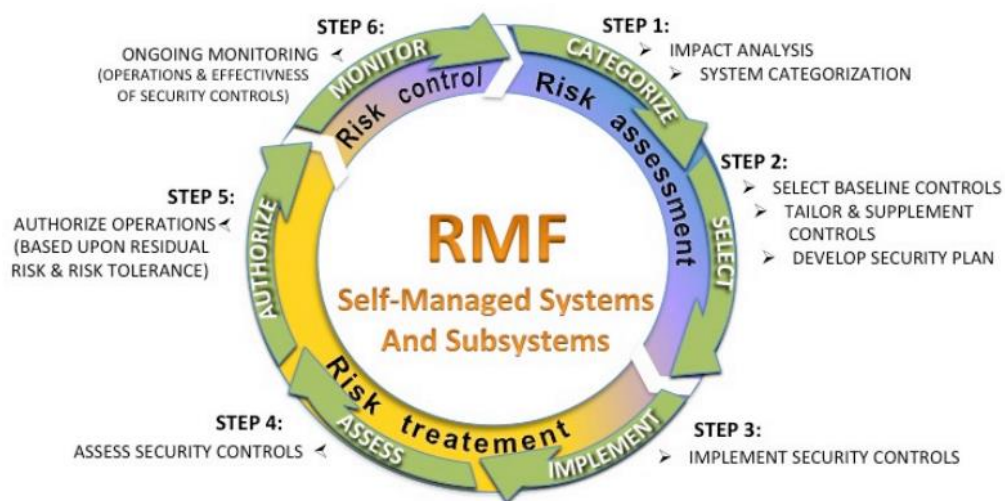 STEP 6:
ONGOING MONITORING
(OPERATIONS & EFFECTIVNESS
OF SECURITY CONTROLS)
STEP 1:
IMPACT ANALYSIS
SYSTEM CATEGORIZATION
MONITOR
CATEGORIZE
Risk control
Risk assessment
STEP 5:
AUTHORIZE OPERATIONS
(BASED UPON RESIDUAL
RISK & RISK TOLERANCE)
AUTHORIZE
RMF
Self-Managed Systems
And Subsystems
SELECT
STEP 2:
SELECT BASELINE CONTROLS
TAILOR & SUPPLEMENT
CONTROLS
DEVELOP SECURITY PLAN
Risk treatement
STEP 4:
ASSESS SECURITY CONTROLS
ASSESS
IMPLEMENT
STEP 3:
IMPLEMENT SECURITY CONTROLS